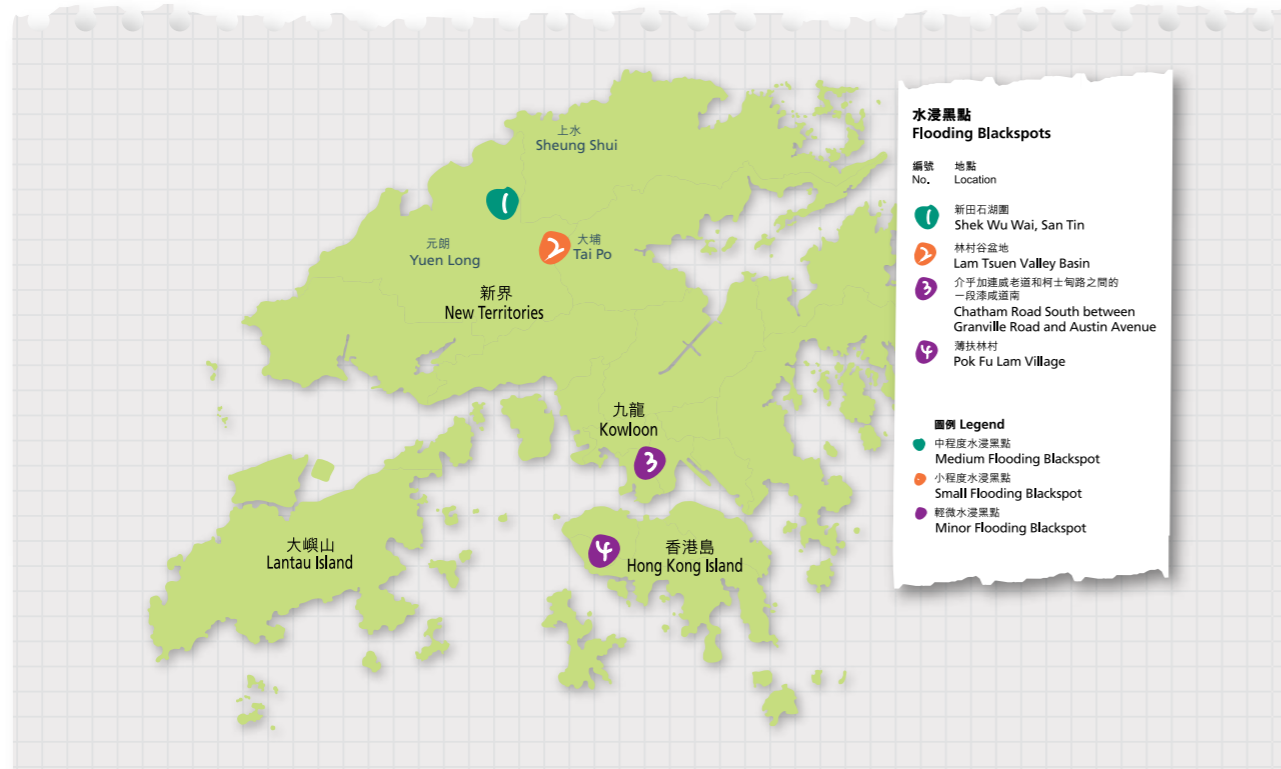 上水
Sheung Shui
1
元朗
Yuen Long
2
大埔
Tai Po
新界
New Territories
九龍
Kowloon
3
大嶼山
Lantau Island
4
香港島
Hong Kong Island
水浸黑點
Flooding Blackspots
編號 地點
No. Location
1 新田石湖圍
Shek Wu Wai, San Tin
2 林村谷盆地
Lam Tsuen Valley Basin
3 介乎加連威老道和柯士甸路之間的
一段漆咸道南
Chatham Road South between
Granville Road and Austin Avenue
4 薄扶林村
Pok Fu Lam Village
圖例 Legend
中程度水浸黑點
Medium Flooding Blackspot
小程度水浸黑點
Small Flooding Blackspot
輕微水浸黑點
Minor Flooding Blackspot